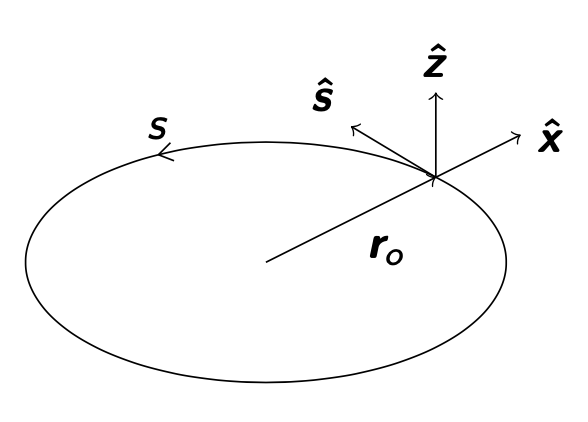 ẑ
ŝ
x̂
s
r₀